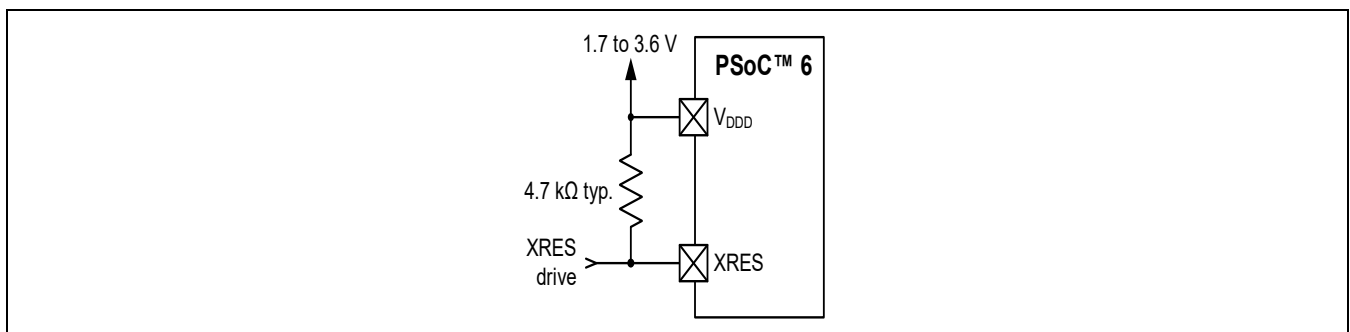 1.7 to 3.6 V
PSoC™ 6
VDDD
4.7 kΩ typ.
XRES
drive
XRES